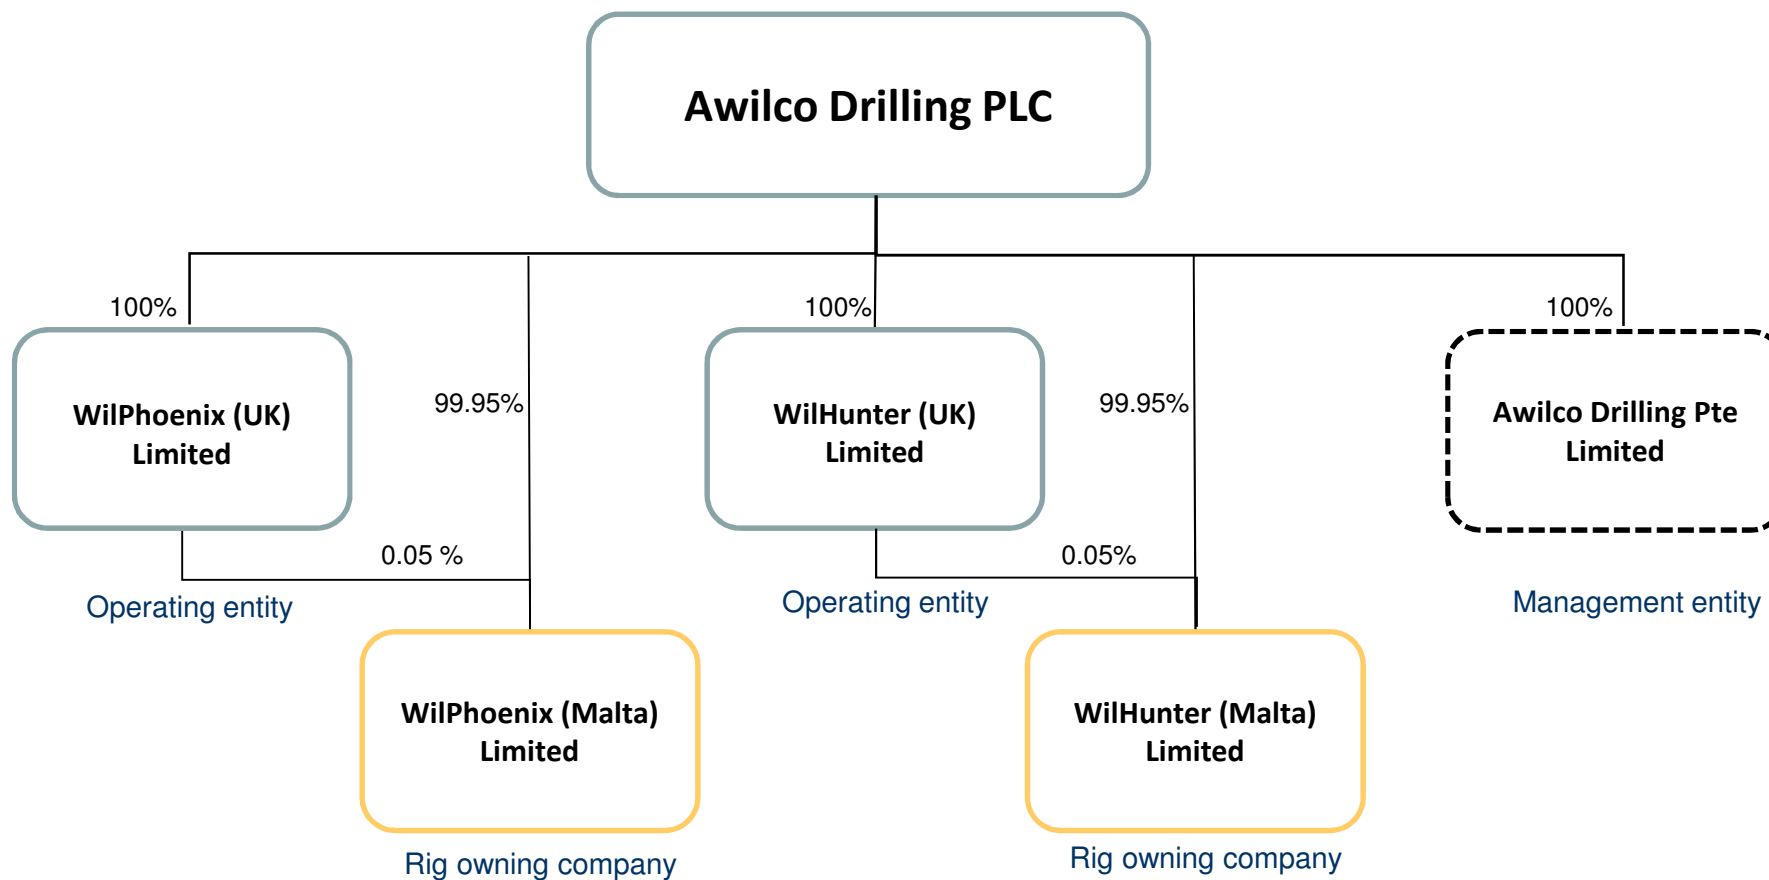 Awilco Drilling PLC
100%
100%
100%
WilPhoenix (UK)
Limited
99.95%
WilHunter (UK)
Limited
99.95%
Awilco Drilling Pte
Limited
0.05 %
0.05%
Operating entity
Operating entity
Management entity
WilPhoenix (Malta)
Limited
WilHunter (Malta)
Limited
Rig owning company
Rig owning company